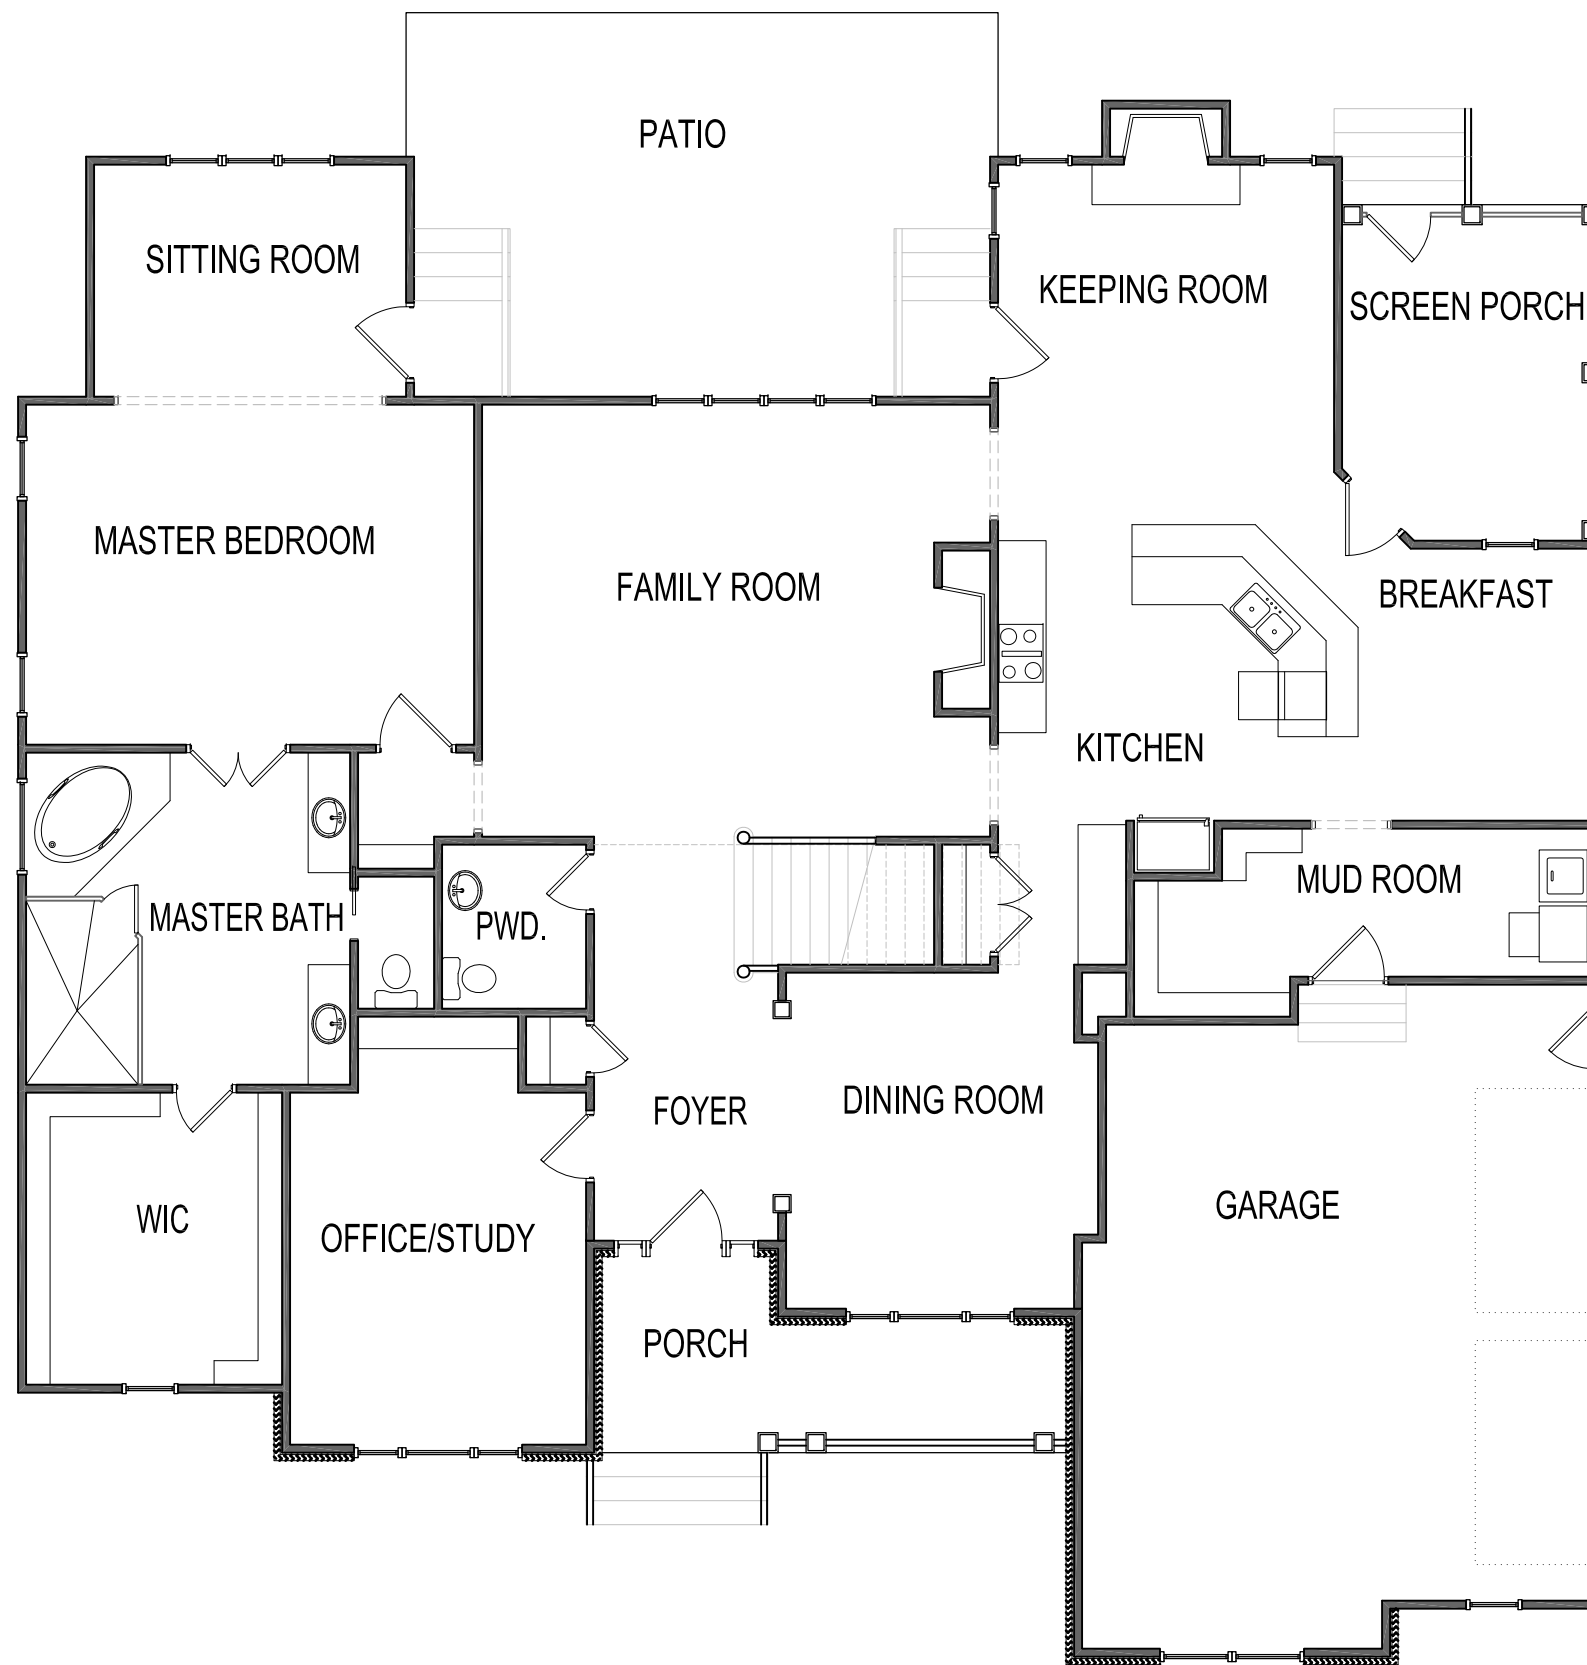 PATIO
SITTING ROOM
KEEPING ROOM
SCREEN PORCH
MASTER BEDROOM
FAMILY ROOM
BREAKFAST
KITCHEN
MUD ROOM
MASTER BATH
PWD.
DINING ROOM
FOYER
GARAGE
WIC
OFFICE/STUDY
PORCH